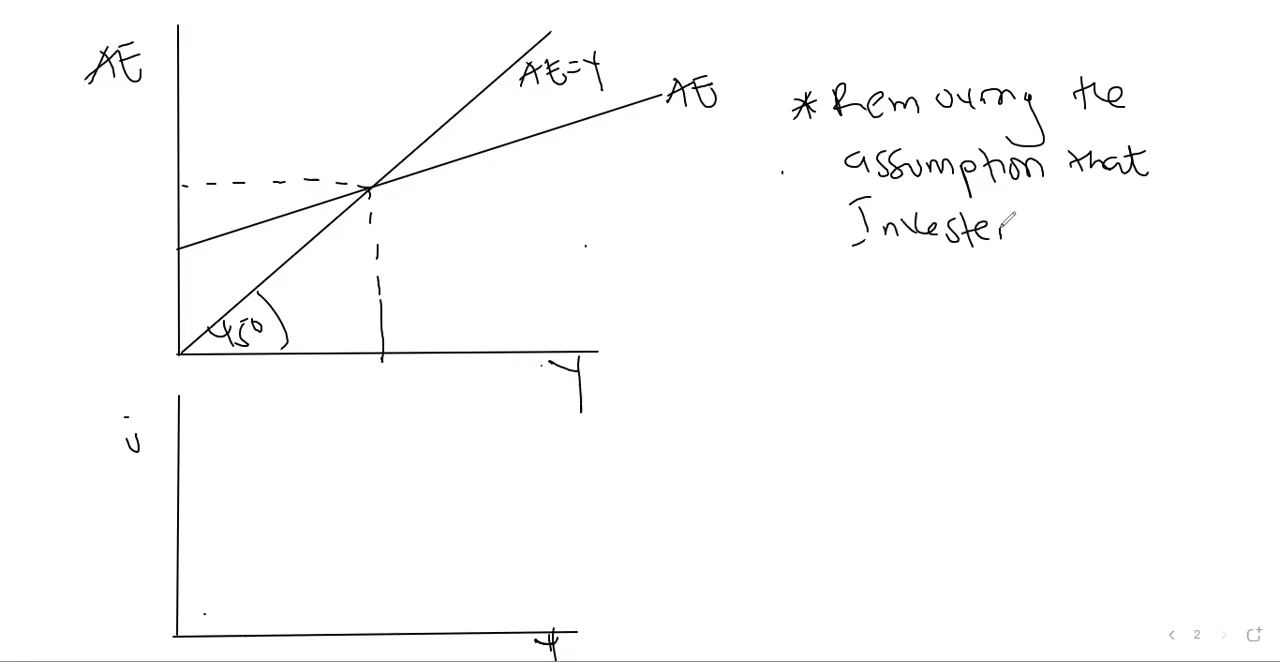 AE
AE=Y
AE
45°
Y
i
Y
* Removing the
assumption that
Invester
2